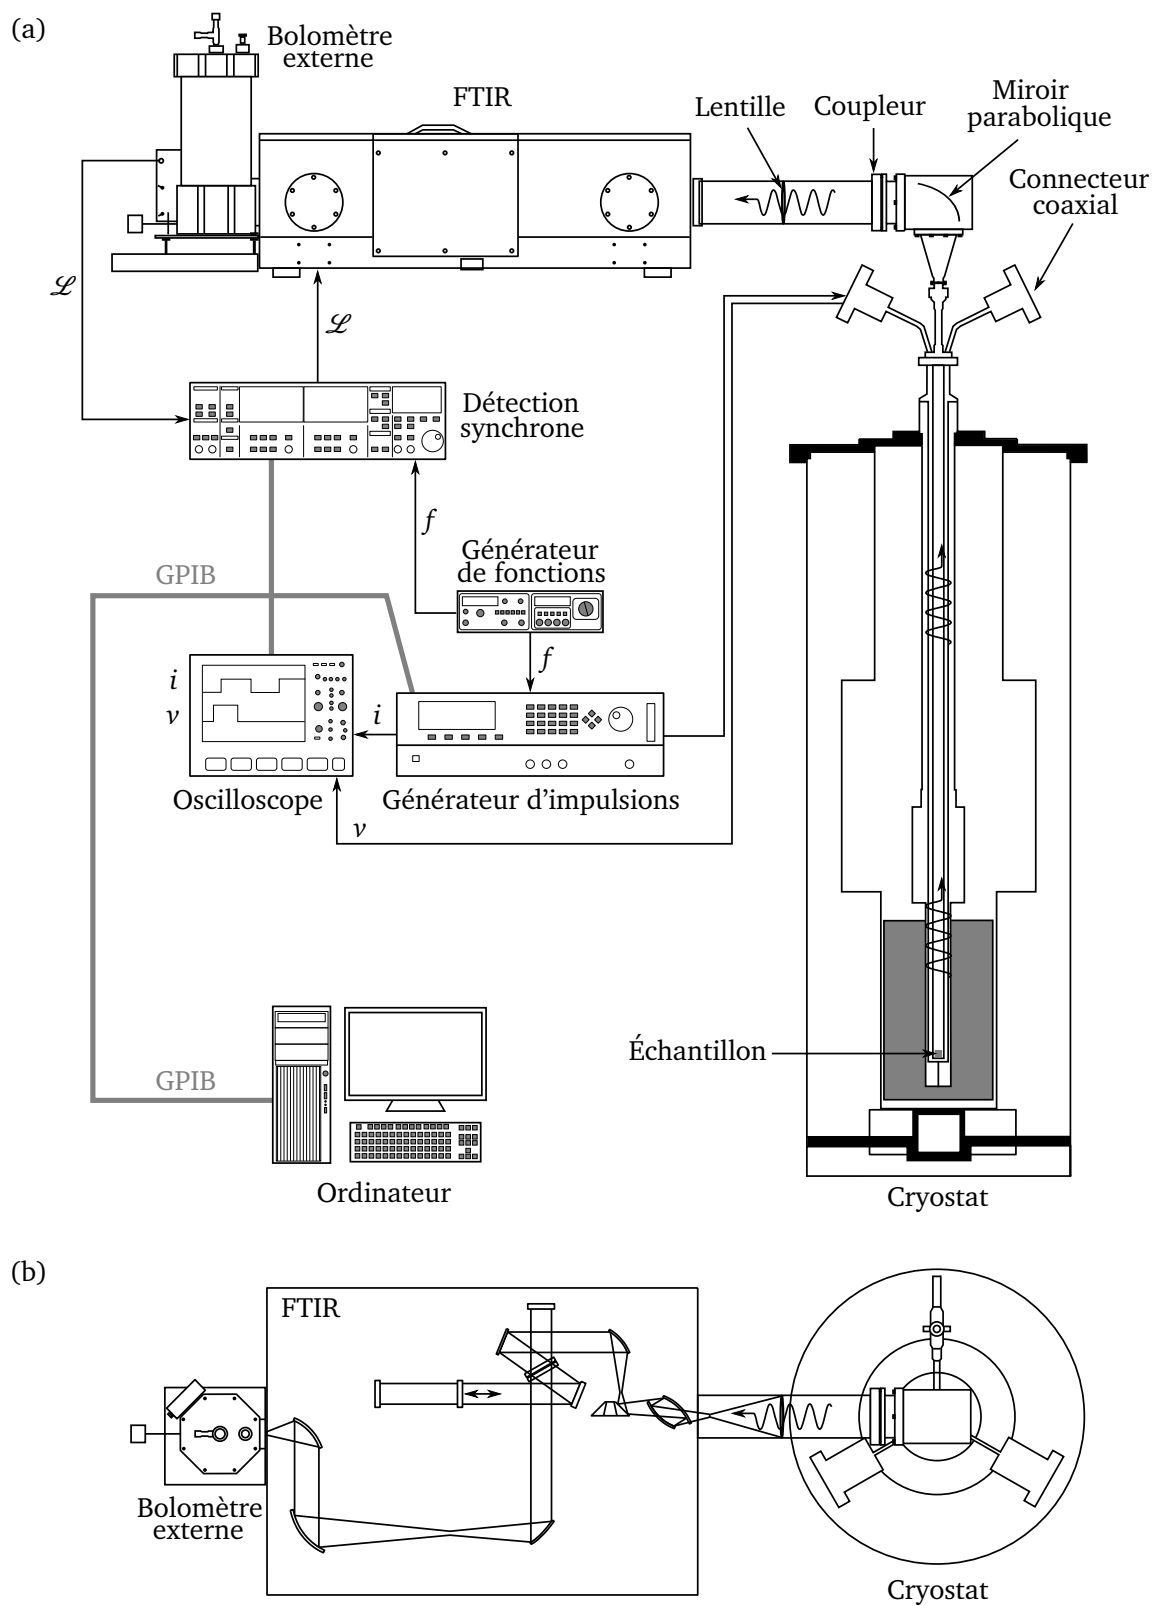 (a)
Bolomètre
externe
FTIR
Lentille
Coupleur
Miroir
parabolique
Connecteur
coaxial
ℒ
ℒ
Détection
synchrone
f
Générateur
de fonctions
GPIB
f
i
v
i
Oscilloscope
Générateur d'impulsions
v
Échantillon
GPIB
Ordinateur
Cryostat
(b)
FTIR
Bolomètre
externe
Cryostat